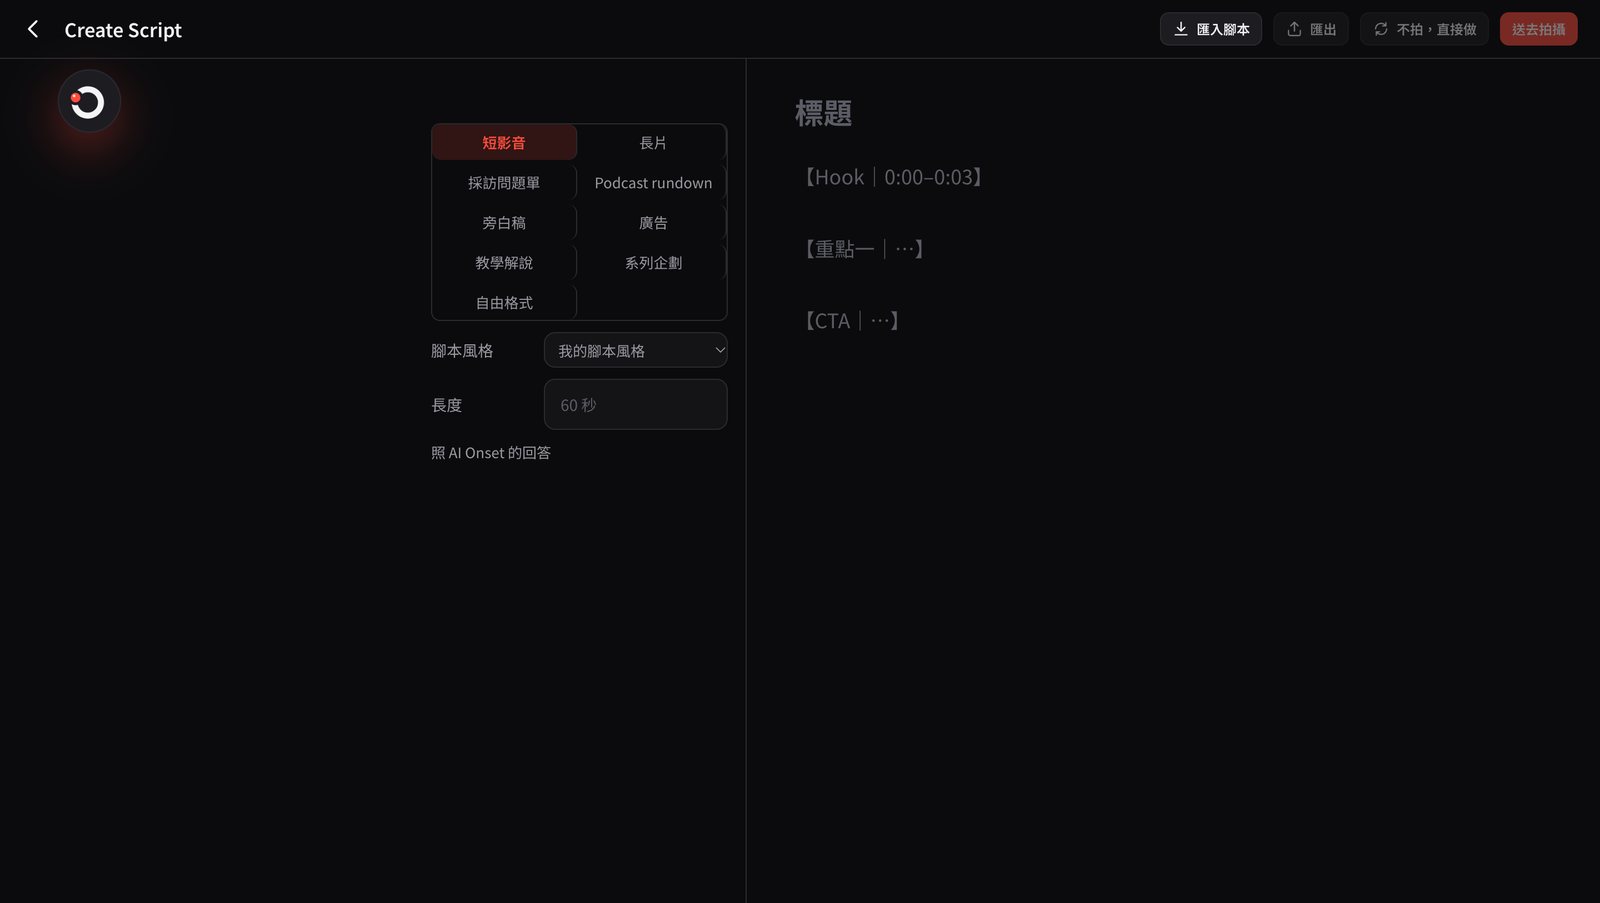 Create Script
匯入腳本
匯出
不拍，直接做
送去拍攝
短影音
長片
採訪問題單
Podcast rundown
旁白稿
廣告
教學解說
系列企劃
自由格式
腳本風格
我的腳本風格
長度
60 秒
照 AI Onset 的回答
標題
【Hook｜0:00–0:03】
【重點一｜⋯】
【CTA｜⋯】